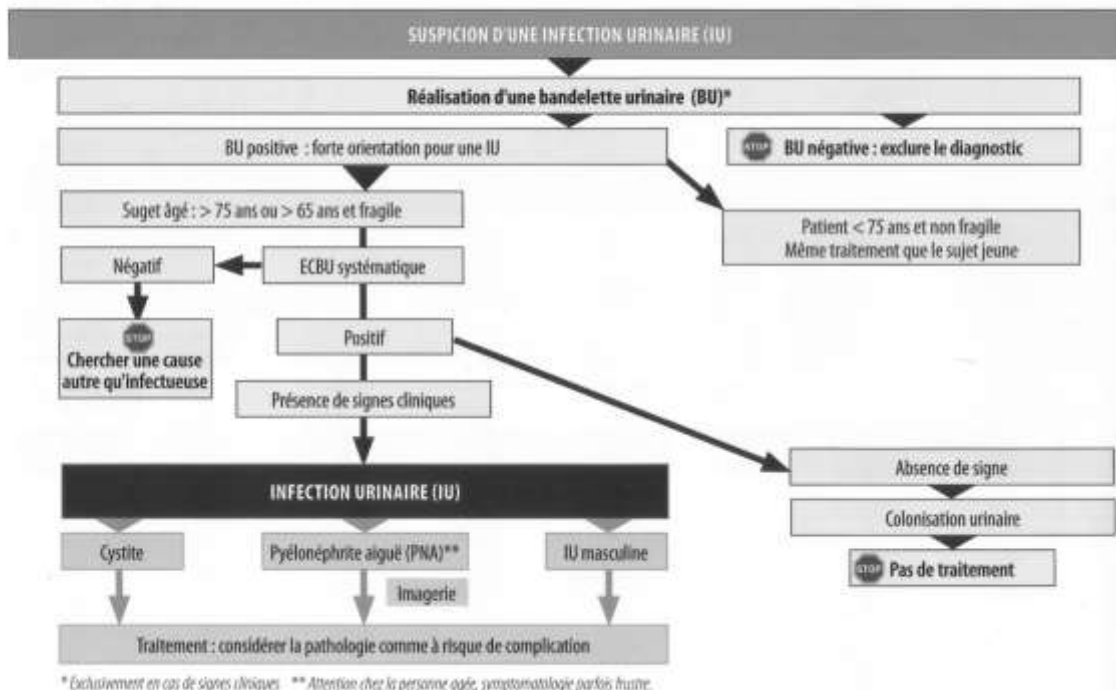 SUSPICION D'UNE INFECTION URINAIRE (IU)
Réalisation d'une bandelette urinaire (BU)*
BU positive : forte orientation pour une IU
STOP BU négative : exclure le diagnostic
Suget âgé : > 75 ans ou > 65 ans et fragile
Patient < 75 ans et non fragile
Même traitement que le sujet jeune
Négatif
ECBU systématique
STOP
Chercher une cause
autre qu'infectueuse
Positif
Présence de signes cliniques
Absence de signe
INFECTION URINAIRE (IU)
Colonisation urinaire
Cystite
Pyélonéphrite aiguë (PNA)**
IU masculine
STOP Pas de traitement
Imagerie
Traitement : considérer la pathologie comme à risque de complication
* Exclusivement en cas de signes cliniques ** Attention chez la personne agée, symptomatologie parfois frustre.